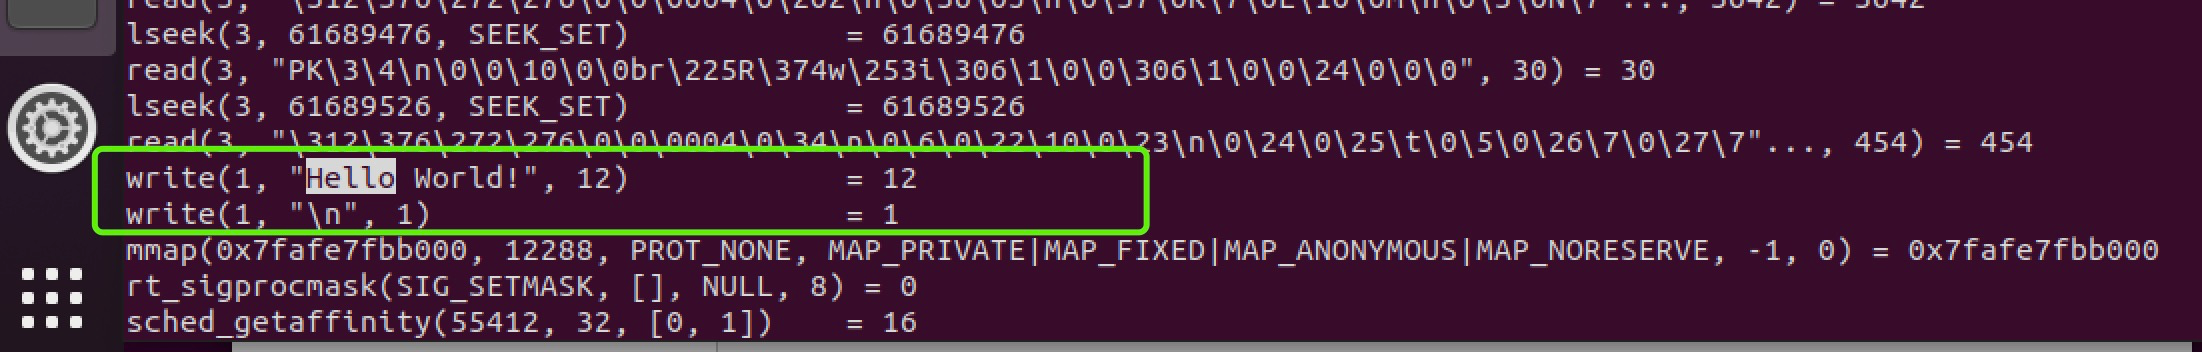 lseek(3, 61689476, SEEK_SET)            = 61689476
read(3, "PK\3\4\n\0\0\10\0\0br\225R\374w\253i\306\1\0\0\306\1\0\0\24\0\0\0", 30) = 30
lseek(3, 61689526, SEEK_SET)            = 61689526
read(3, "\312\376\272\276\0\0\0004\0\34\n\0\6\0\22\10\0\23\n\0\24\0\25\t\0\5\0\26\7\0\27\7"..., 454) = 454
write(1, "Hello World!", 12)            = 12
write(1, "\n", 1)                       = 1
mmap(0x7fafe7fbb000, 12288, PROT_NONE, MAP_PRIVATE|MAP_FIXED|MAP_ANONYMOUS|MAP_NORESERVE, -1, 0) = 0x7fafe7fbb000
rt_sigprocmask(SIG_SETMASK, [], NULL, 8) = 0
sched_getaffinity(55412, 32, [0, 1])    = 16